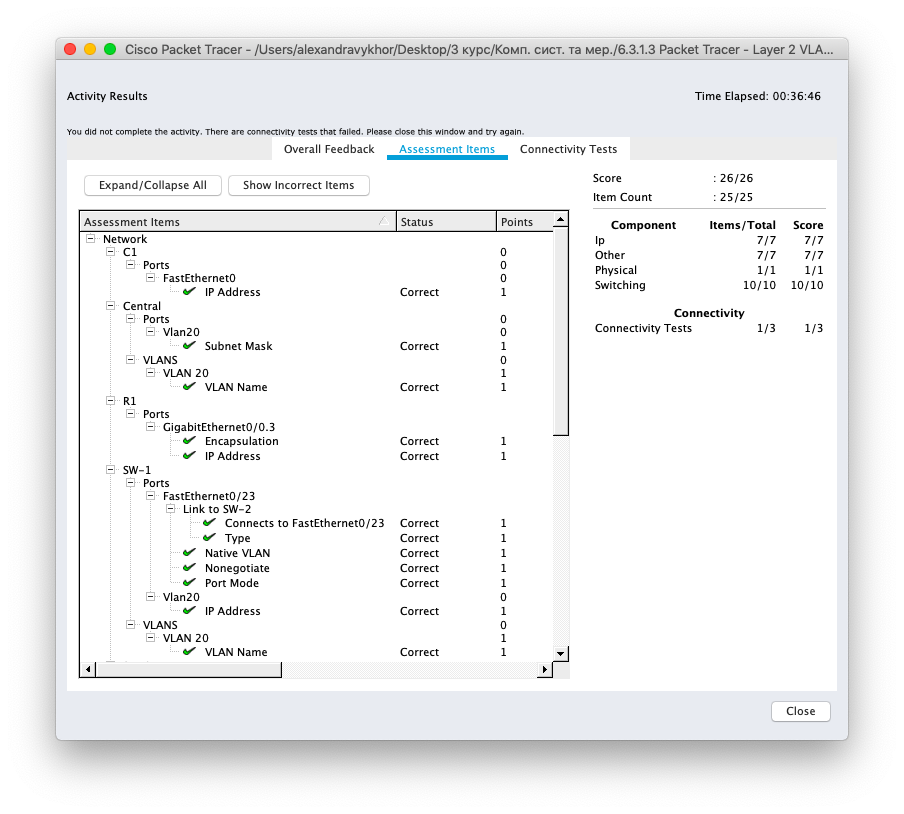 Cisco Packet Tracer - /Users/alexandravykhor/Desktop/3 курс/Комп. сист. та мер./6.3.1.3 Packet Tracer - Layer 2 VLA...
Activity Results
Time Elapsed: 00:36:46
You did not complete the activity. There are connectivity tests that failed. Please close this window and try again.
Overall Feedback Assessment Items Connectivity Tests
Expand/Collapse All Show Incorrect Items
Score : 26/26
Item Count : 25/25
Component Items/Total Score
Ip 7/7 7/7
Other 7/7 7/7
Physical 1/1 1/1
Switching 10/10 10/10
Connectivity
Connectivity Tests 1/3 1/3
Assessment Items Status Points
Network
C1 0
Ports 0
FastEthernet0 0
IP Address Correct 1
Central
Ports 0
Vlan20 0
Subnet Mask Correct 1
VLANS 0
VLAN 20 1
VLAN Name Correct 1
R1
Ports
GigabitEthernet0/0.3
Encapsulation Correct 1
IP Address Correct 1
SW-1
Ports
FastEthernet0/23
Link to SW-2
Connects to FastEthernet0/23 Correct 1
Type Correct 1
Native VLAN Correct 1
Nonegotiate Correct 1
Port Mode Correct 1
Vlan20 0
IP Address Correct 1
VLANS 0
VLAN 20 1
VLAN Name Correct 1
Close